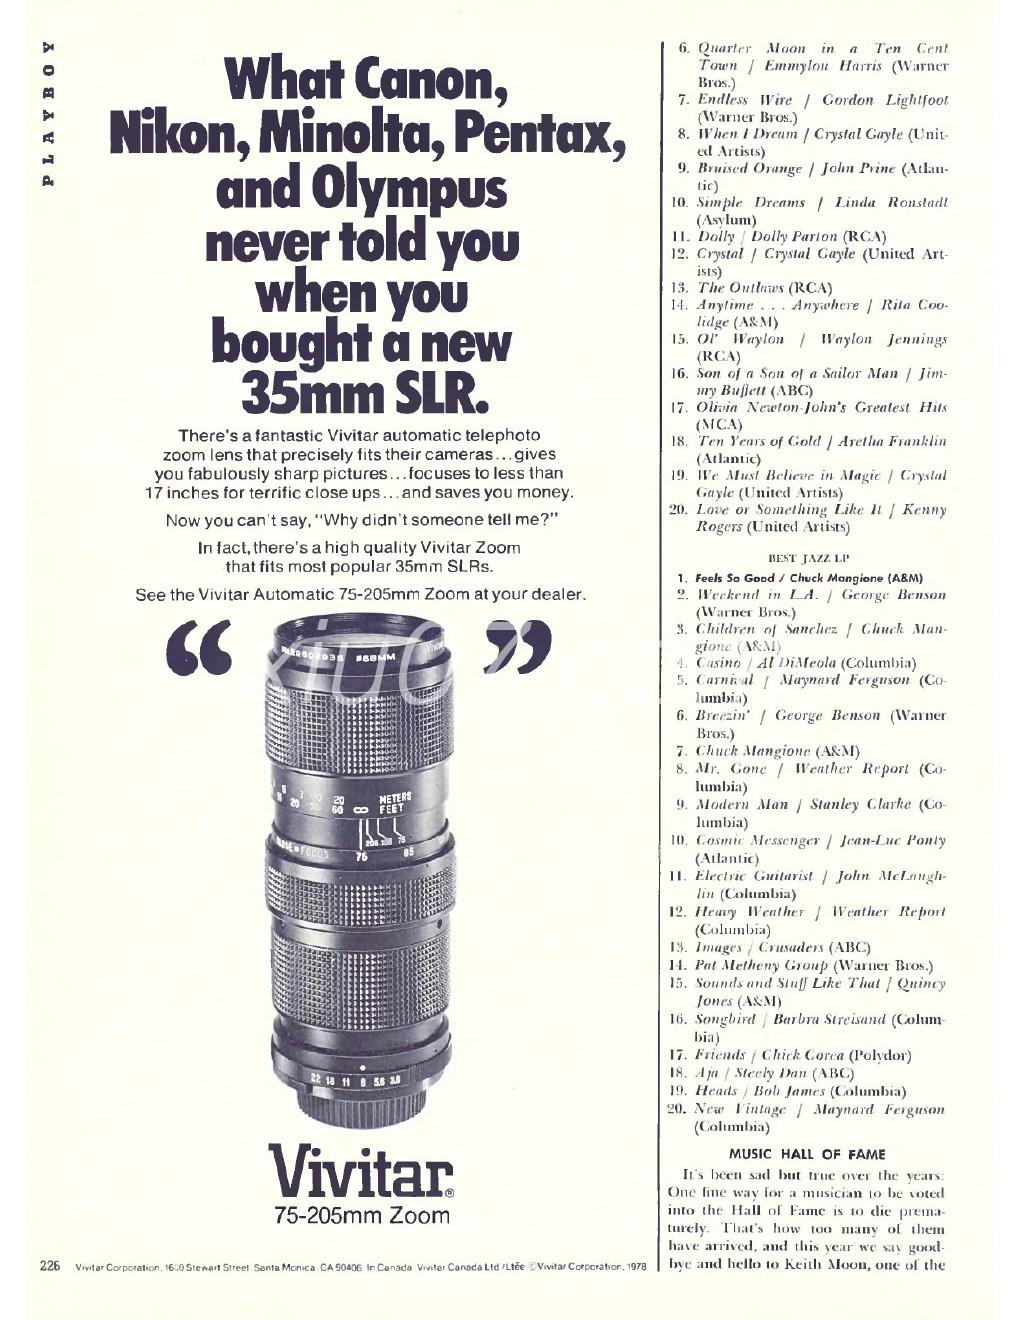 PLAYBOY
What Canon,
Nikon, Minolta, Pentax,
and Olympus
never told you
when you
bought a new
35mm SLR.
There's a fantastic Vivitar automatic telephoto
zoom lens that precisely fits their cameras...gives
you fabulously sharp pictures...focuses to less than
17 inches for terrific close ups...and saves you money.
Now you can't say, "Why didn't someone tell me?"
In fact, there's a high quality Vivitar Zoom
that fits most popular 35mm SLRs.
See the Vivitar Automatic 75-205mm Zoom at your dealer.
“ ”
ø58MM
Vivitar
5 7 10 20 METERS
20 30 60 ∞ FEET
205 100 75
CLOSE•FOCUS 75 85
22 16 11 8 5.6 3.8
Vivitar®
75-205mm Zoom
226 Vivitar Corporation, Stewart Street, Santa Monica, CA 90406. In Canada: Vivitar Canada Ltd./Ltée ©Vivitar Corporation, 1978
6. Quarter Moon in a Ten Cent
Town / Emmylou Harris (Warner
Bros.)
7. Endless Wire / Gordon Lightfoot
(Warner Bros.)
8. When I Dream / Crystal Gayle (Unit-
ed Artists)
9. Bruised Orange / John Prine (Atlan-
tic)
10. Simple Dreams / Linda Ronstadt
(Asylum)
11. Dolly / Dolly Parton (RCA)
12. Crystal / Crystal Gayle (United Art-
ists)
13. The Outlaws (RCA)
14. Anytime . . . Anywhere / Rita Coo-
lidge (A&M)
15. Ol' Waylon / Waylon Jennings
(RCA)
16. Son of a Son of a Sailor Man / Jim-
my Buffett (ABC)
17. Olivia Newton-John's Greatest Hits
(MCA)
18. Ten Years of Gold / Aretha Franklin
(Atlantic)
19. We Must Believe in Magic / Crystal
Gayle (United Artists)
20. Love or Something Like It / Kenny
Rogers (United Artists)
BEST JAZZ LP
1. Feels So Good / Chuck Mangione (A&M)
2. Weekend in L.A. / George Benson
(Warner Bros.)
3. Children of Sanchez / Chuck Man-
gione (A&M)
4. Casino / Al DiMeola (Columbia)
5. Carnival / Maynard Ferguson (Co-
lumbia)
6. Breezin' / George Benson (Warner
Bros.)
7. Chuck Mangione (A&M)
8. Mr. Gone / Weather Report (Co-
lumbia)
9. Modern Man / Stanley Clarke (Co-
lumbia)
10. Cosmic Messenger / Jean-Luc Ponty
(Atlantic)
11. Electric Guitarist / John McLaugh-
lin (Columbia)
12. Heavy Weather / Weather Report
(Columbia)
13. Images / Crusaders (ABC)
14. Pat Metheny Group (Warner Bros.)
15. Sounds and Stuff Like That / Quincy
Jones (A&M)
16. Songbird / Barbra Streisand (Colum-
bia)
17. Friends / Chick Corea (Polydor)
18. Aja / Steely Dan (ABC)
19. Heads / Bob James (Columbia)
20. New Vintage / Maynard Ferguson
(Columbia)
MUSIC HALL OF FAME
It's been sad but true over the years:
One fine way for a musician to be voted
into the Hall of Fame is to die prema-
turely. That's how too many of them
have arrived, and this year we say good-
bye and hello to Keith Moon, one of the